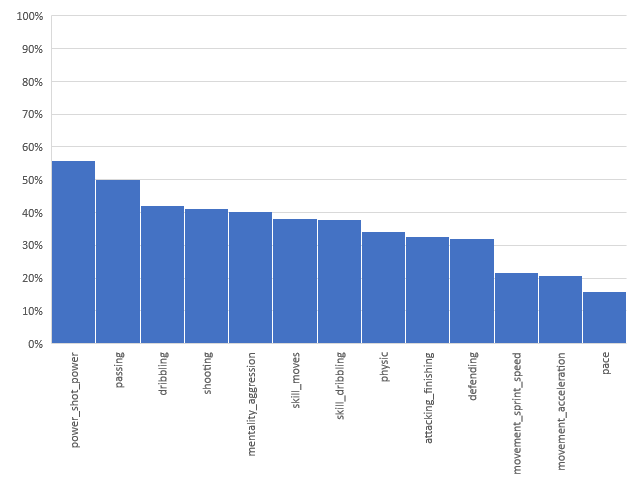 100%
90%
80%
70%
60%
50%
40%
30%
20%
10%
0%
power_shot_power
passing
dribbling
shooting
mentality_aggression
skill_moves
skill_dribbling
physic
attacking_finishing
defending
movement_sprint_speed
movement_acceleration
pace